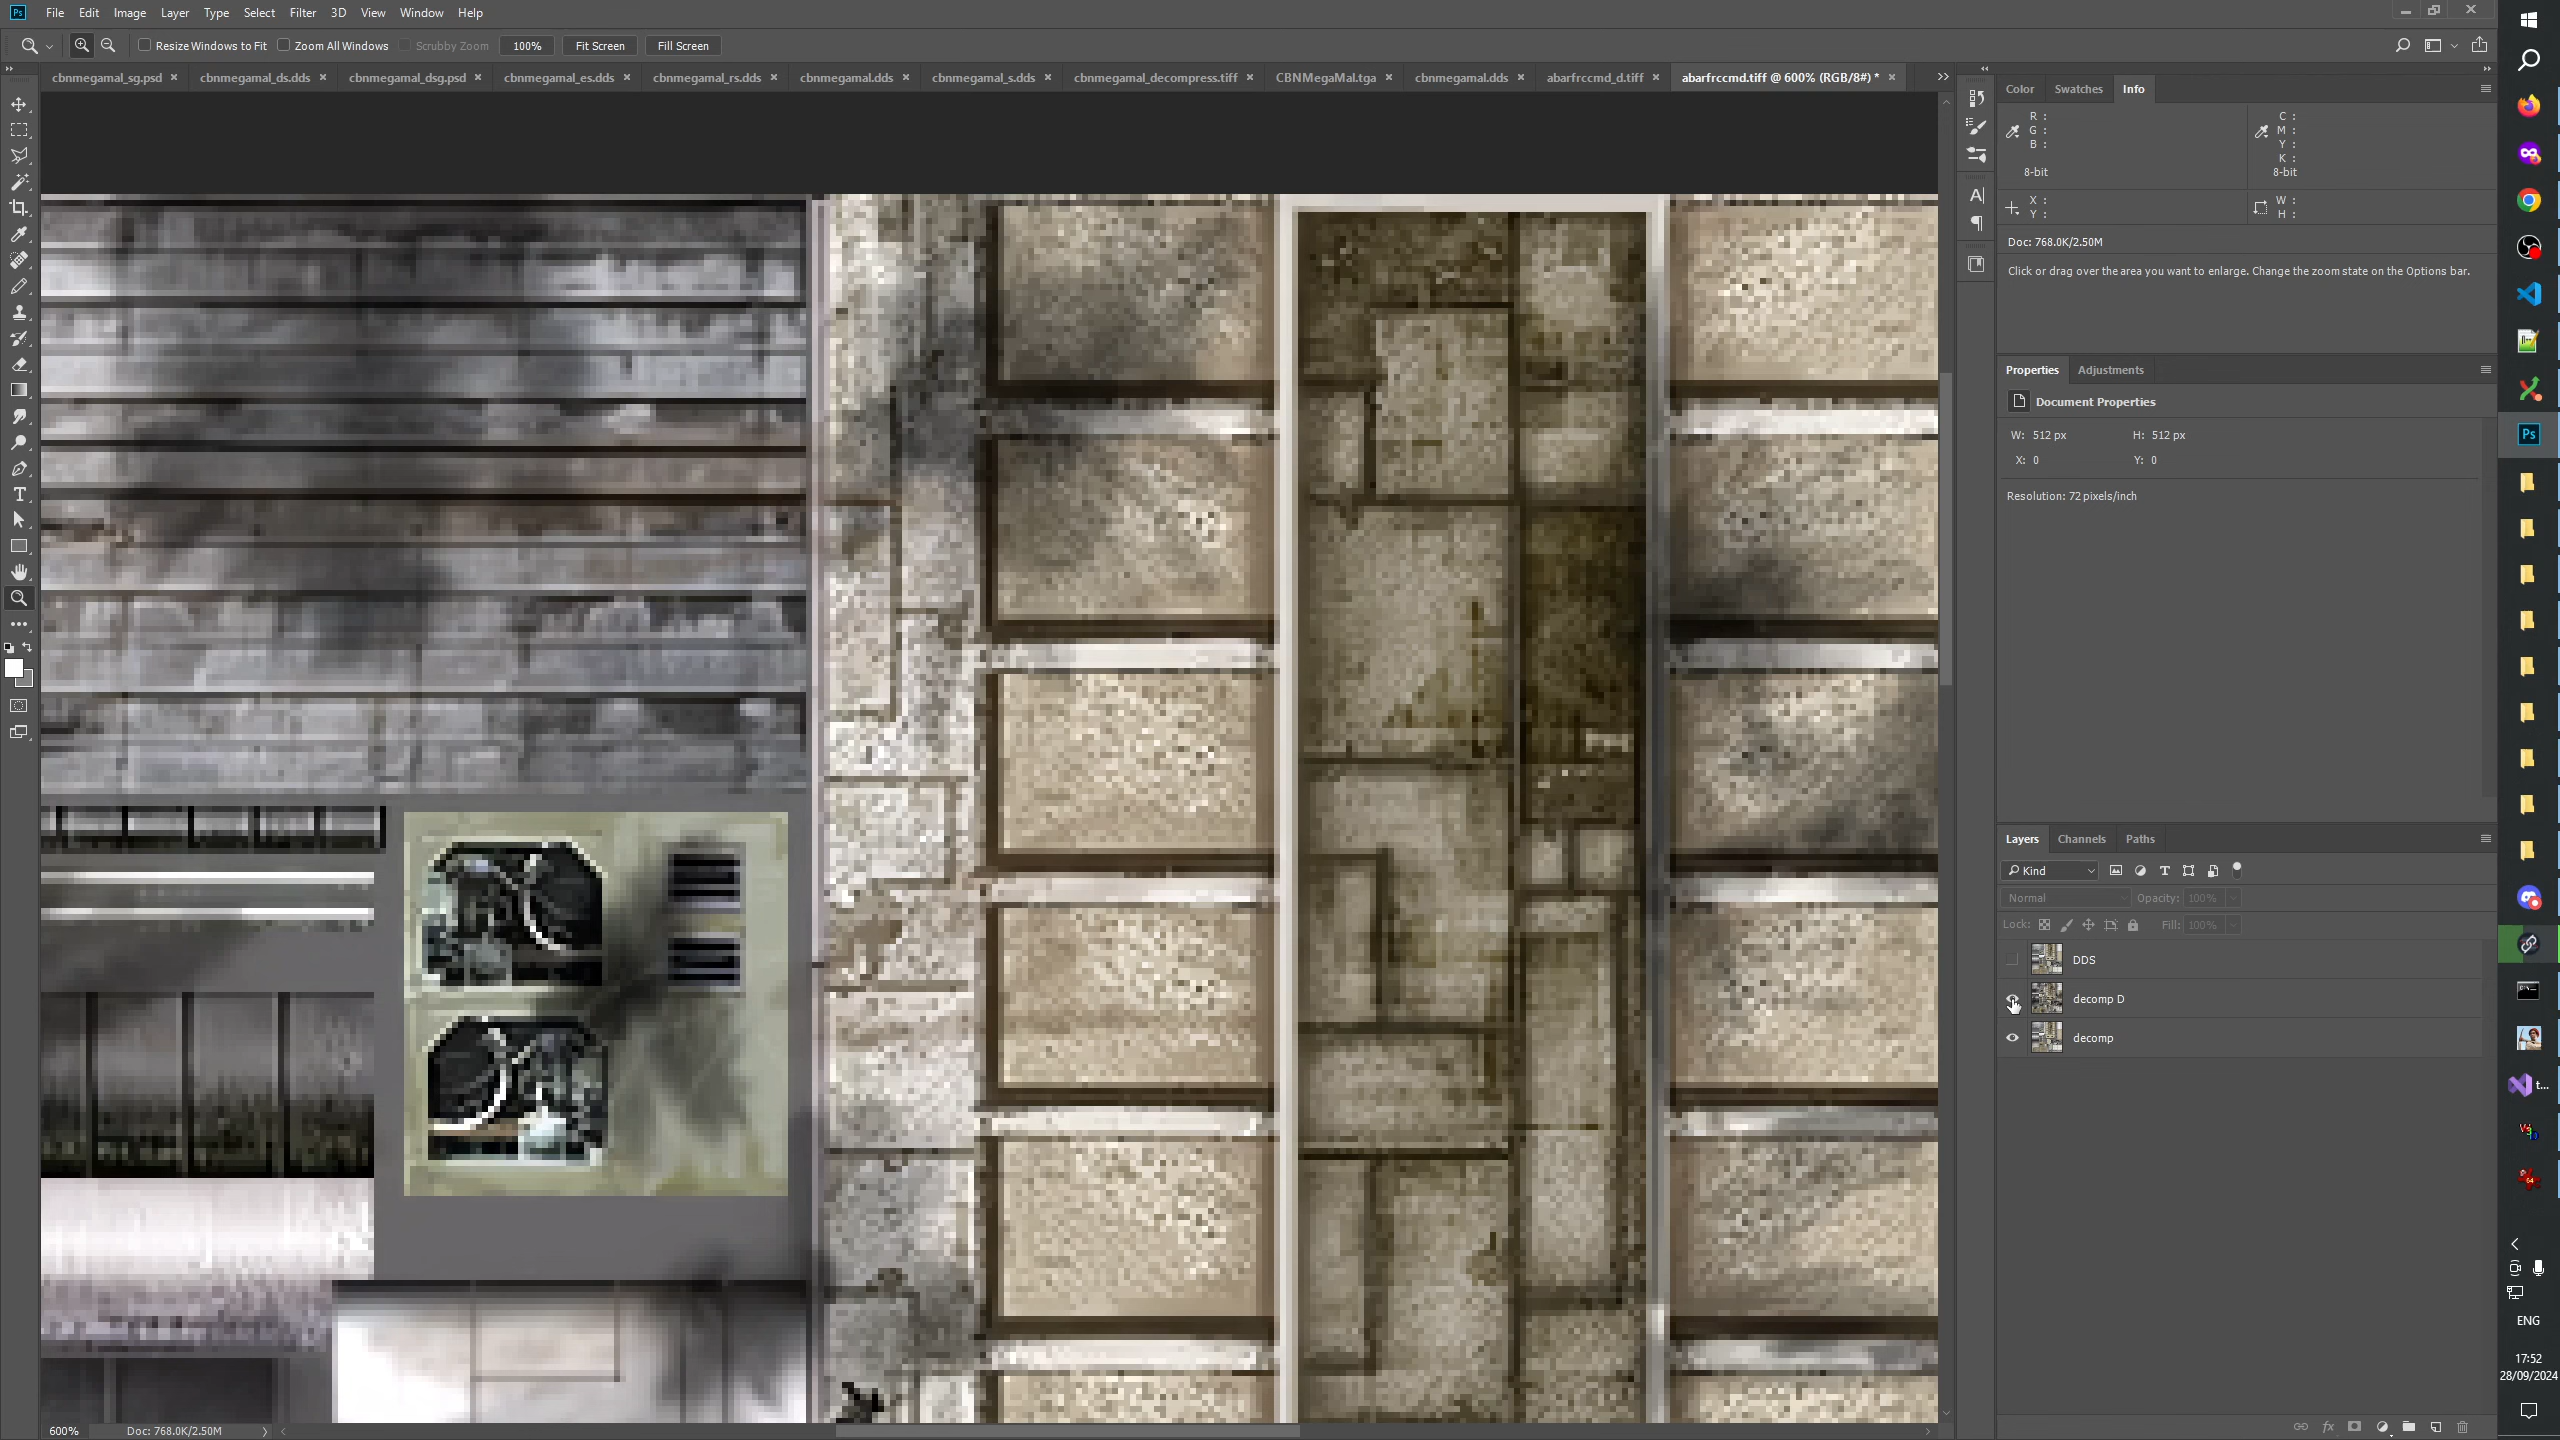 Ps File Edit Image Layer Type Select Filter 3D View Window Help
Resize Windows to Fit Zoom All Windows Scrubby Zoom 100% Fit Screen Fill Screen
cbnmegamal_sg.psd cbnmegamal_ds.dds cbnmegamal_dsg.psd cbnmegamal_es.dds cbnmegamal_rs.dds cbnmegamal.dds cbnmegamal_s.dds cbnmegamal_decompress.tiff CBNMegaMal.tga cbnmegamal.dds abarfrccmd_d.tiff abarfrccmd.tiff @ 600% (RGB/8#) *
Color Swatches Info
R : C :
G : M :
B : Y :
K :
8-bit 8-bit
X : W :
Y : H :
Doc: 768.0K/2.50M
Click or drag over the area you want to enlarge. Change the zoom state on the Options bar.
Properties Adjustments
Document Properties
W: 512 px H: 512 px
X: 0 Y: 0
Resolution: 72 pixels/inch
Layers Channels Paths
Kind
Normal Opacity: 100%
Lock: Fill: 100%
DDS
decomp D
decomp
600% Doc: 768.0K/2.50M
Ps
t...
64
ENG
17:52
28/09/2024